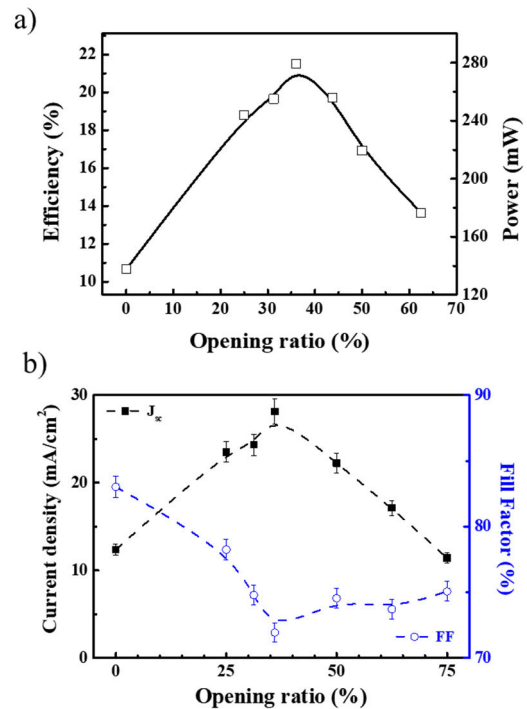 a)
22
20
18
16
14
12
10
Efficiency (%)
280
240
200
160
120
Power (mW)
0 10 20 30 40 50 60 70
Opening ratio (%)
b)
30
20
10
0
Current density (mA/cm²)
Jsc
90
80
70
Fill Factor (%)
FF
0 25 50 75
Opening ratio (%)